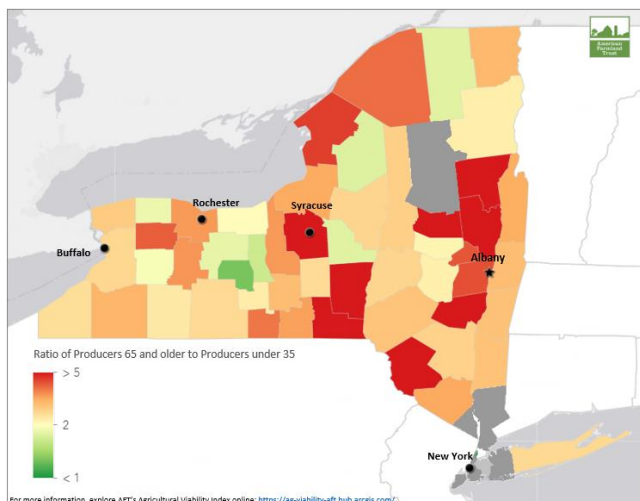 American
Farmland
Trust
Rochester
Syracuse
Buffalo
Albany
Ratio of Producers 65 and older to Producers under 35
> 5
2
< 1
New York
For more information, explore AFT's Agricultural Viability Index online: https://ag-viability-aft.hub.arcgis.com/